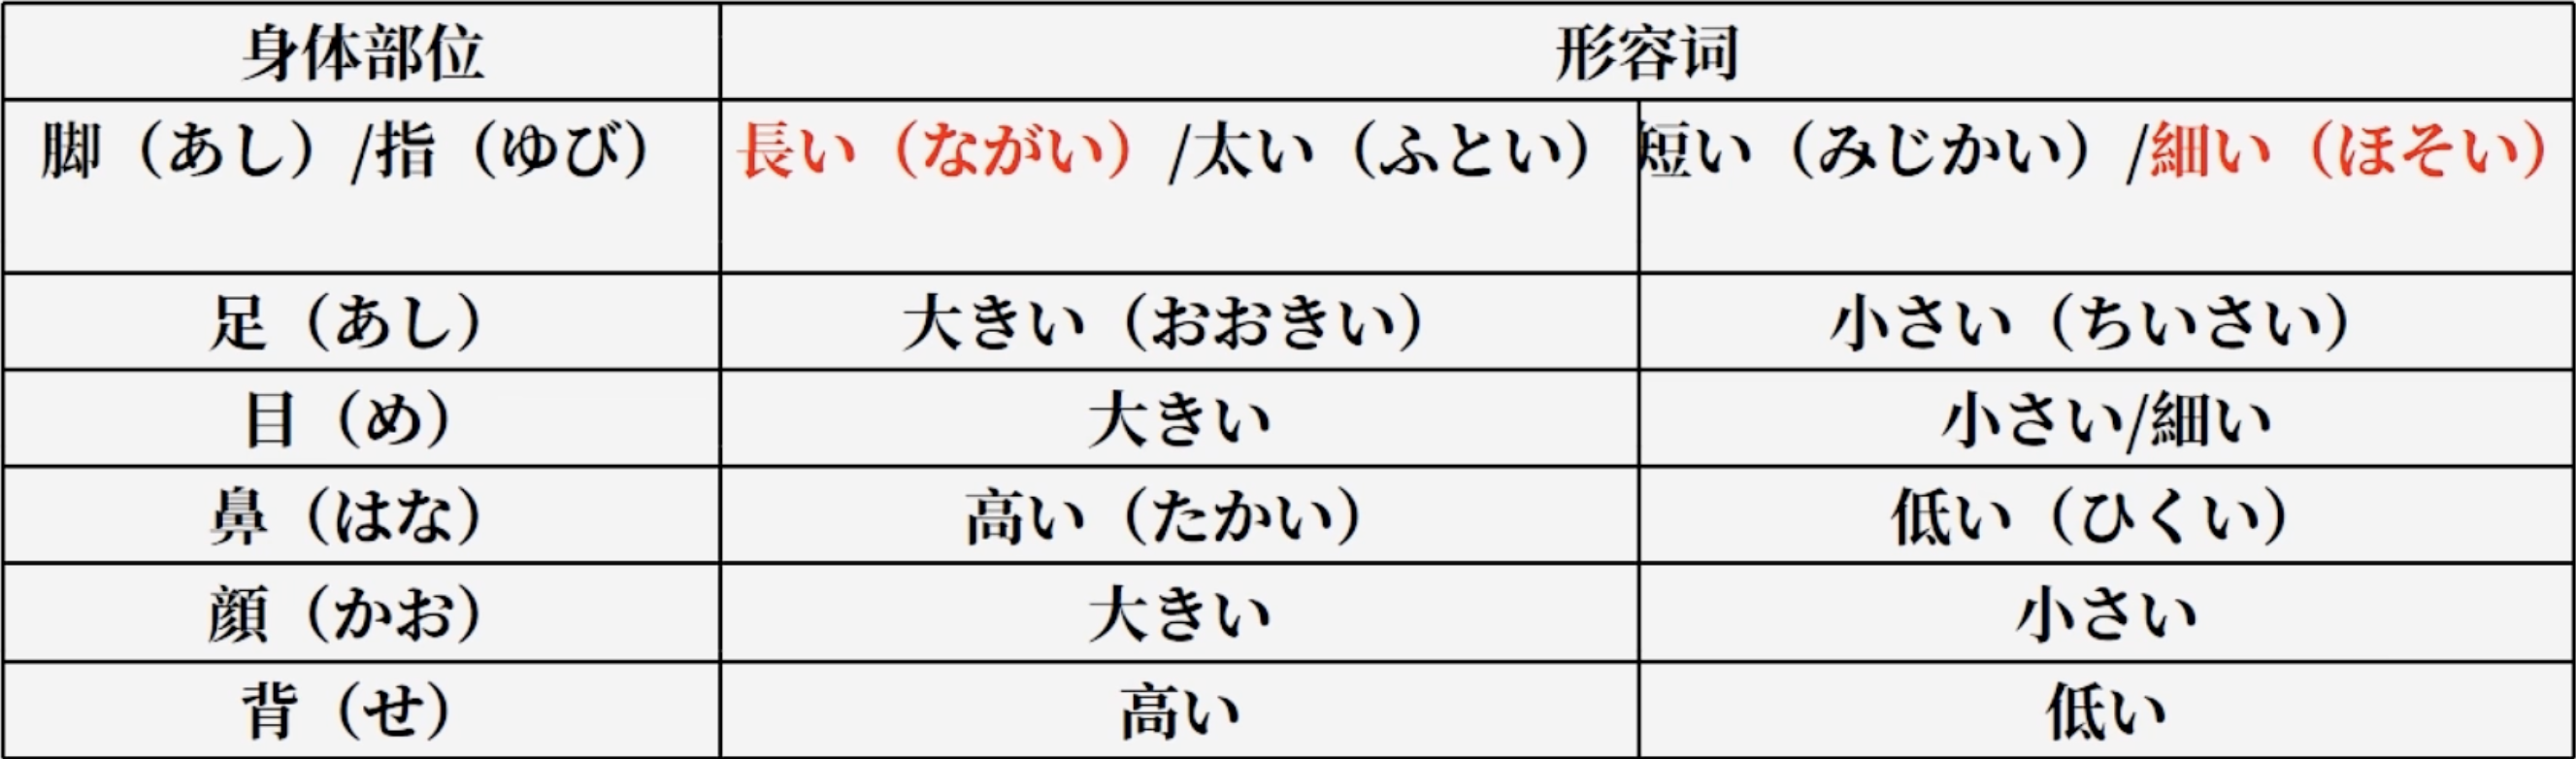 身体部位 形容词
脚（あし）/指（ゆび） 長い（ながい）/太い（ふとい） 短い（みじかい）/細い（ほそい）
足（あし） 大きい（おおきい） 小さい（ちいさい）
目（め） 大きい 小さい/細い
鼻（はな） 高い（たかい） 低い（ひくい）
顔（かお） 大きい 小さい
背（せ） 高い 低い